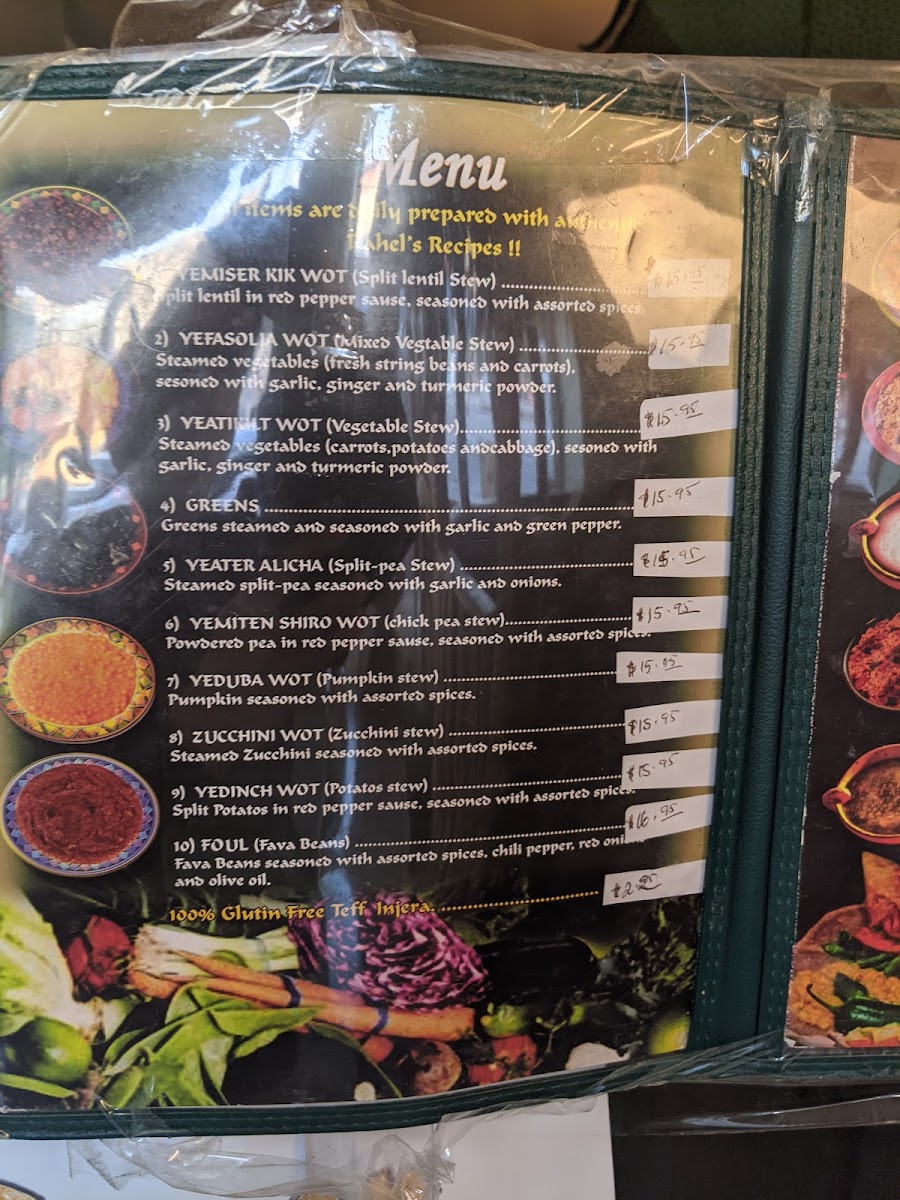 Menu
items are daily prepared with
Rahel's Recipes !!
YEMISER KIK WOT (Split lentil Stew) .............................. $15.95
Split lentil in red pepper sause, seasoned with assorted spices.
2) YEFASOLIA WOT (Mixed Vegtable Stew) .......................... $15.95
Steamed vegetables (fresh string beans and carrots),
sesoned with garlic, ginger and turmeric powder.
3) YEATIKILT WOT (Vegetable Stew)................................... $15.95
Steamed vegetables (carrots,potatoes andcabbage), sesoned with
garlic, ginger and turmeric powder.
4) GREENS ....................................................................... $15.95
Greens steamed and seasoned with garlic and green pepper.
5) YEATER ALICHA (Split-pea Stew) .................................. $15.95
Steamed split-pea seasoned with garlic and onions.
6) YEMITEN SHIRO WOT (chick pea stew)......................... $15.95
Powdered pea in red pepper sause, seasoned with assorted spices.
7) YEDUBA WOT (Pumpkin stew) ................................... $15.95
Pumpkin seasoned with assorted spices.
8) ZUCCHINI WOT (Zucchini stew) ................................... $15.95
Steamed Zucchini seasoned with assorted spices.
9) YEDINCH WOT (Potatos stew) ..................................... $15.95
Split Potatos in red pepper sause, seasoned with assorted spices.
10) FOUL (Fava Beans) ..................................................... $16.95
Fava Beans seasoned with assorted spices, chili pepper, red
and olive oil.
100% Glutin Free Teff Injera. ............................... $2.95